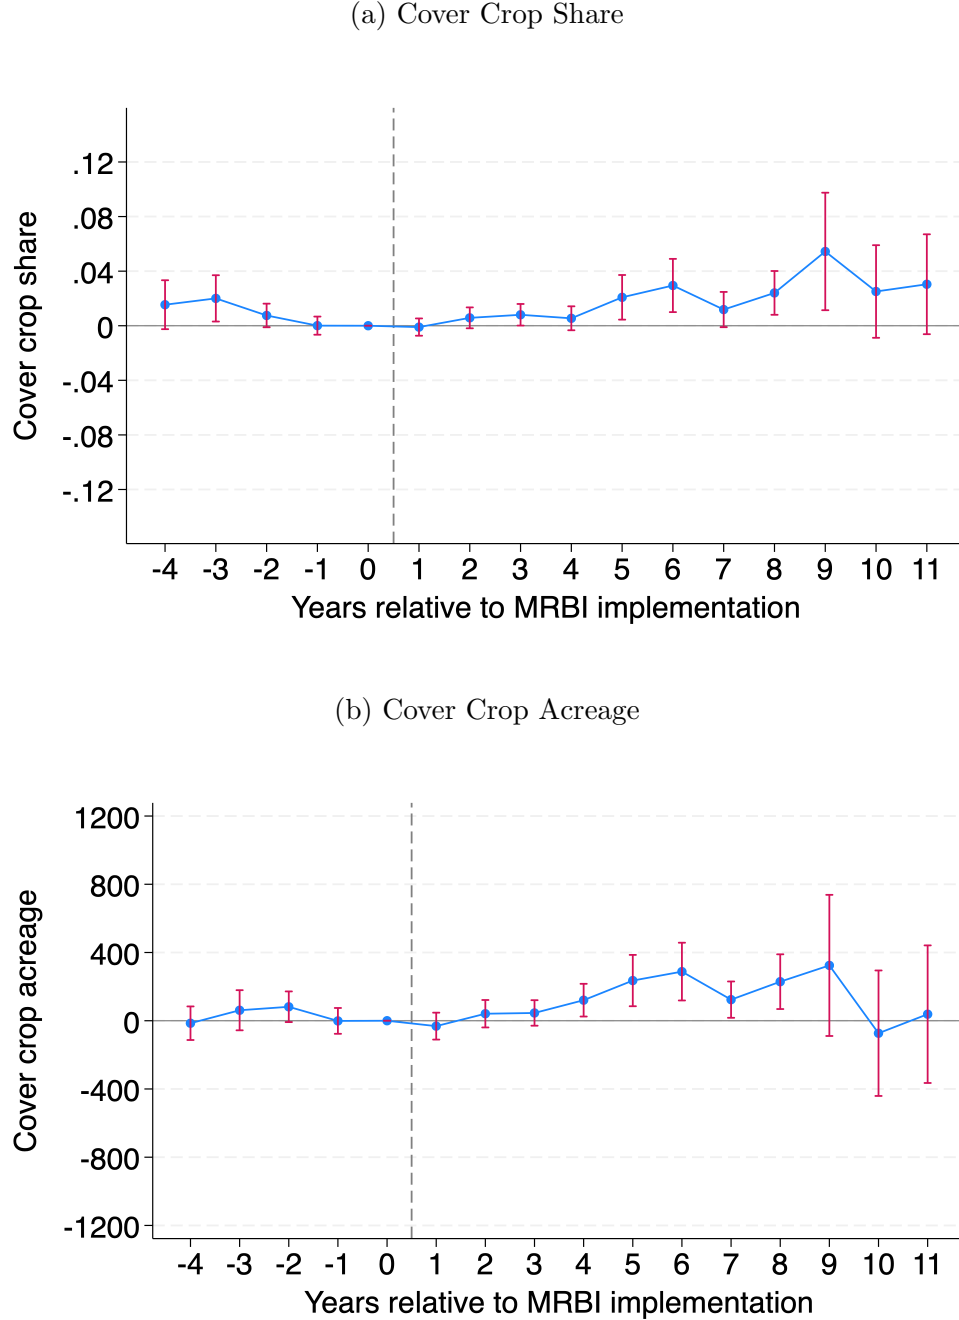 (a) Cover Crop Share
Cover crop share
.12
.08
.04
0
-.04
-.08
-.12
-4 -3 -2 -1 0 1 2 3 4 5 6 7 8 9 10 11
Years relative to MRBI implementation
(b) Cover Crop Acreage
Cover crop acreage
1200
800
400
0
-400
-800
-1200
-4 -3 -2 -1 0 1 2 3 4 5 6 7 8 9 10 11
Years relative to MRBI implementation